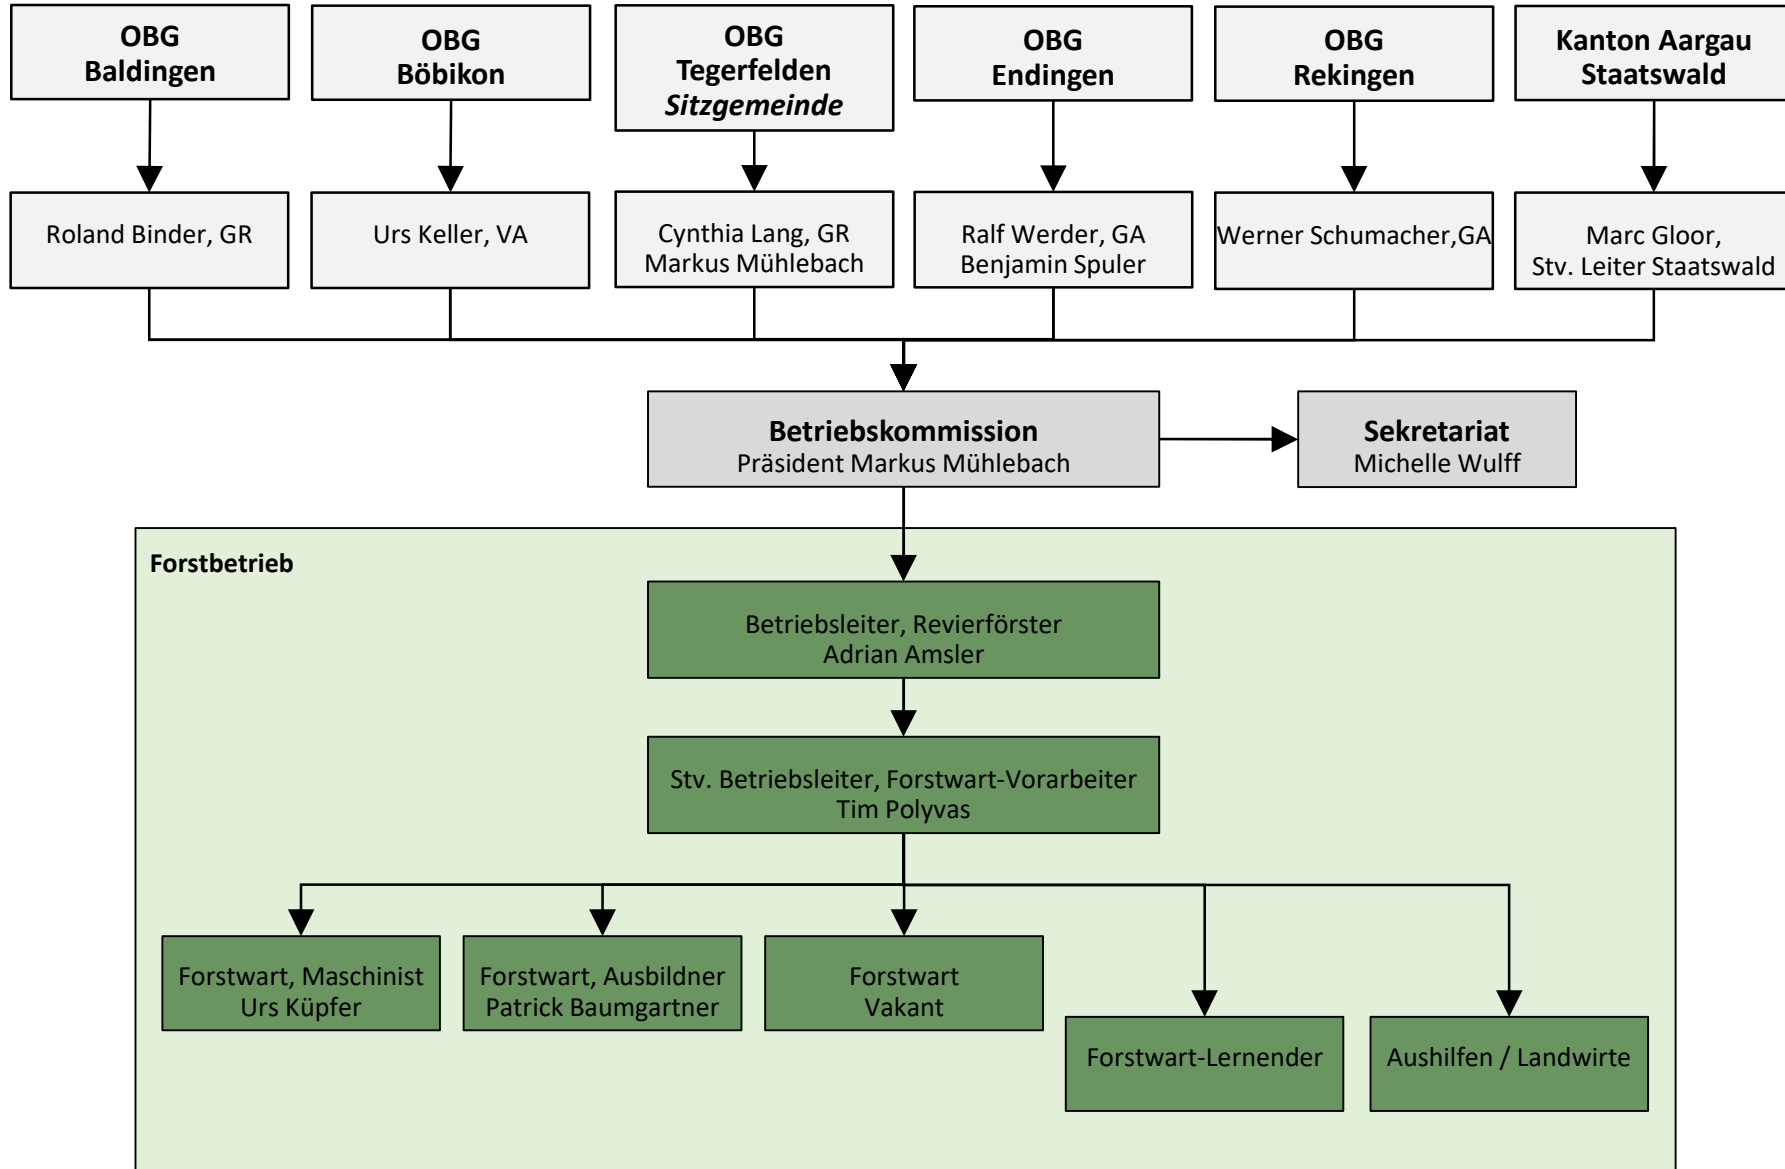 OBG
Baldingen
OBG
Böbikon
OBG
Tegerfelden
Sitzgemeinde
OBG
Endingen
OBG
Rekingen
Kanton Aargau
Staatswald
Roland Binder, GR
Urs Keller, VA
Cynthia Lang, GR
Markus Mühlebach
Ralf Werder, GA
Benjamin Spuler
Werner Schumacher,GA
Marc Gloor,
Stv. Leiter Staatswald
Betriebskommission
Präsident Markus Mühlebach
Sekretariat
Michelle Wulff
Forstbetrieb
Betriebsleiter, Revierförster
Adrian Amsler
Stv. Betriebsleiter, Forstwart-Vorarbeiter
Tim Polyvas
Forstwart, Maschinist
Urs Küpfer
Forstwart, Ausbildner
Patrick Baumgartner
Forstwart
Vakant
Forstwart-Lernender
Aushilfen / Landwirte